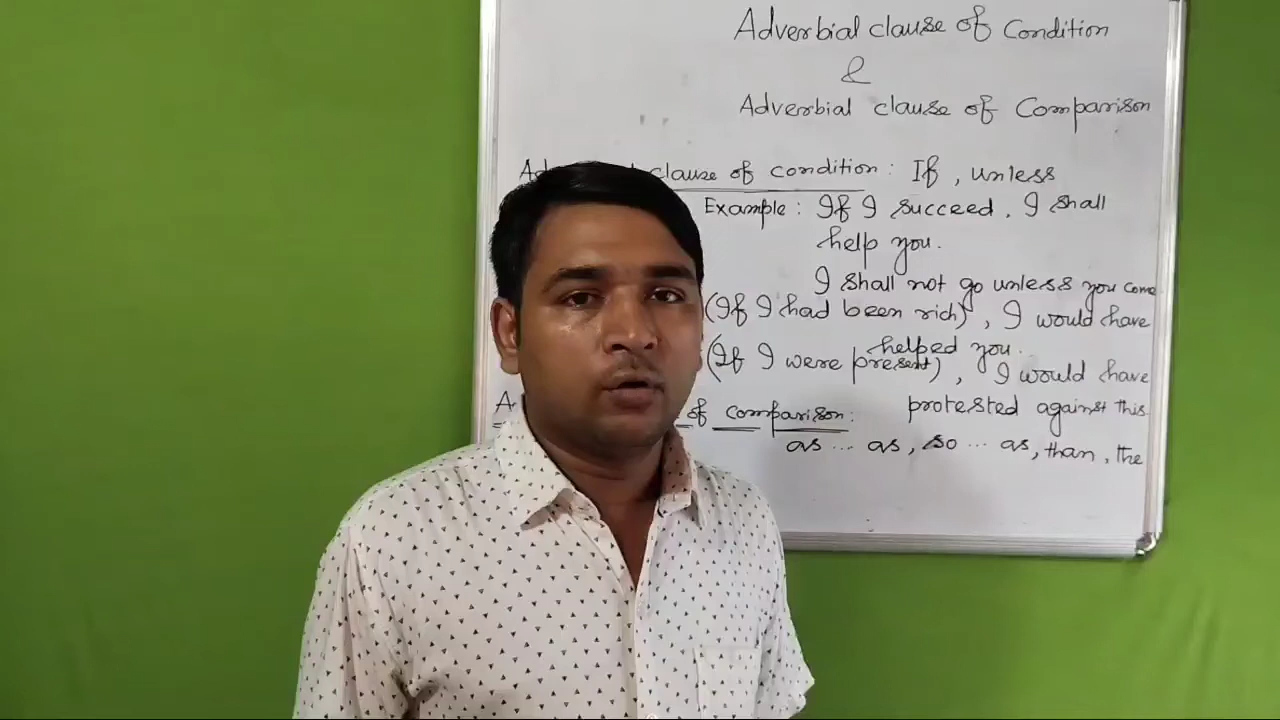 Adverbial clause of Condition
&
Adverbial clause of Comparison
clause of condition : If, unless
Example : If I succeed, I shall
help you.
I shall not go unless you come
(If I had been rich), I would have
helped you.
(If I were present), I would have
protested against this
of comparison:
as ... as, so ... as, than, the